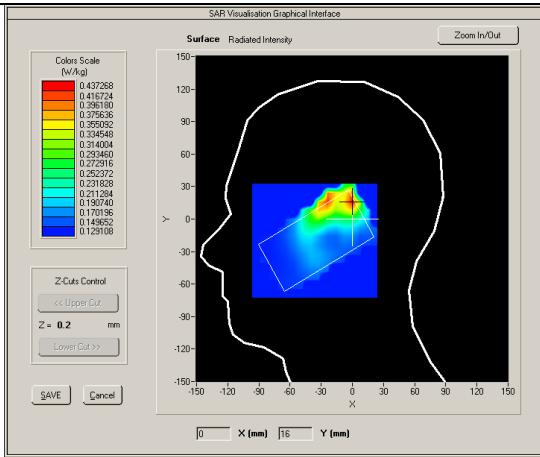 SAR Visualisation Graphical Interface
Surface Radiated Intensity
Zoom In/Out
Colors Scale
(W/kg)
0.437268
0.416724
0.396180
0.375636
0.355092
0.334548
0.314004
0.293460
0.272916
0.252372
0.231828
0.211284
0.190740
0.170196
0.149652
0.129108
Z-Cuts Control
<< Upper Cut
Z = 0.2 mm
Lower Cut >>
SAVE Cancel
150
120
90
60
30
0
-30
-60
-90
-120
-150
Y
-150 -120 -90 -60 -30 0 30 60 90 120 150
X
0 X (mm) 16 Y (mm)